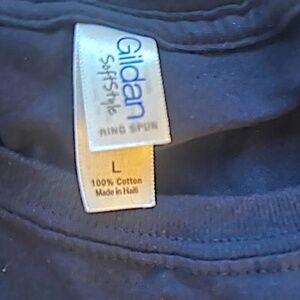 Gildan
SoftStyle
RING SPUN
L
100% Cotton
Made in Haiti